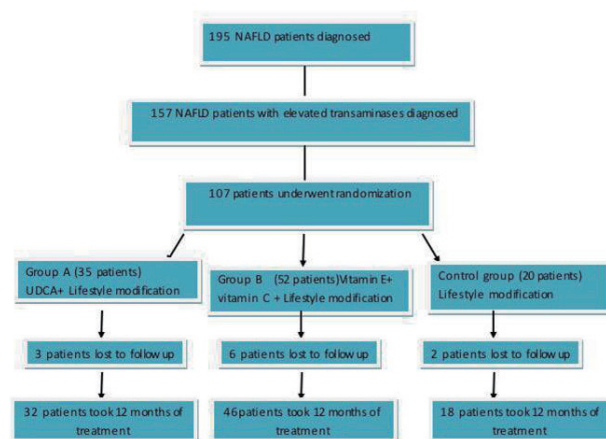 195 NAFLD patients diagnosed
157 NAFLD patients with elevated transaminases diagnosed
107 patients underwent randomization
Group A (35 patients)
UDCA+ Lifestyle modification
Group B (52 patients)Vitamin E+
vitamin C + Lifestyle modification
Control group (20 patients)
Lifestyle modification
3 patients lost to follow up
6 patients lost to follow up
2 patients lost to follow up
32 patients took 12 months of
treatment
46patients took 12 months of
treatment
18 patients took 12 months of
treatment